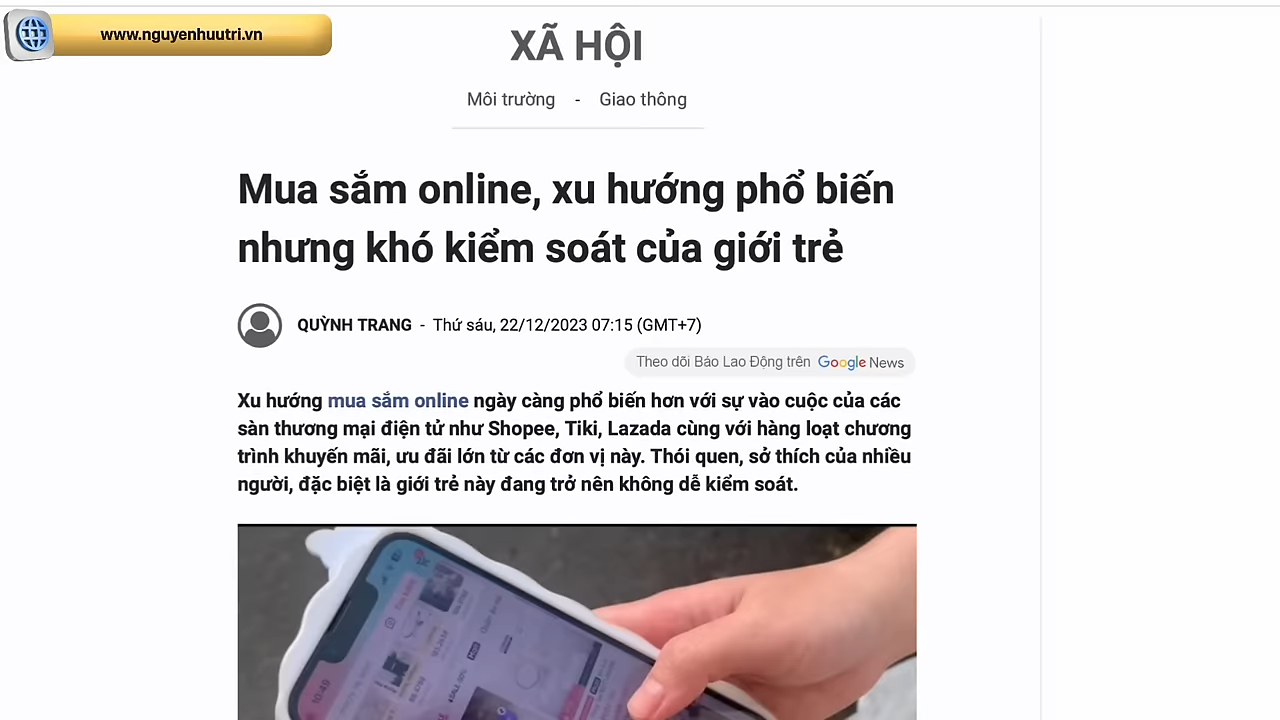 www.nguyenhuutri.vn
XÃ HỘI
Môi trường - Giao thông
Mua sắm online, xu hướng phổ biến
nhưng khó kiểm soát của giới trẻ
QUỲNH TRANG - Thứ sáu, 22/12/2023 07:15 (GMT+7)
Theo dõi Báo Lao Động trên Google News
Xu hướng mua sắm online ngày càng phổ biến hơn với sự vào cuộc của các
sàn thương mại điện tử như Shopee, Tiki, Lazada cùng với hàng loạt chương
trình khuyến mãi, ưu đãi lớn từ các đơn vị này. Thói quen, sở thích của nhiều
người, đặc biệt là giới trẻ này đang trở nên không dễ kiểm soát.
10:49